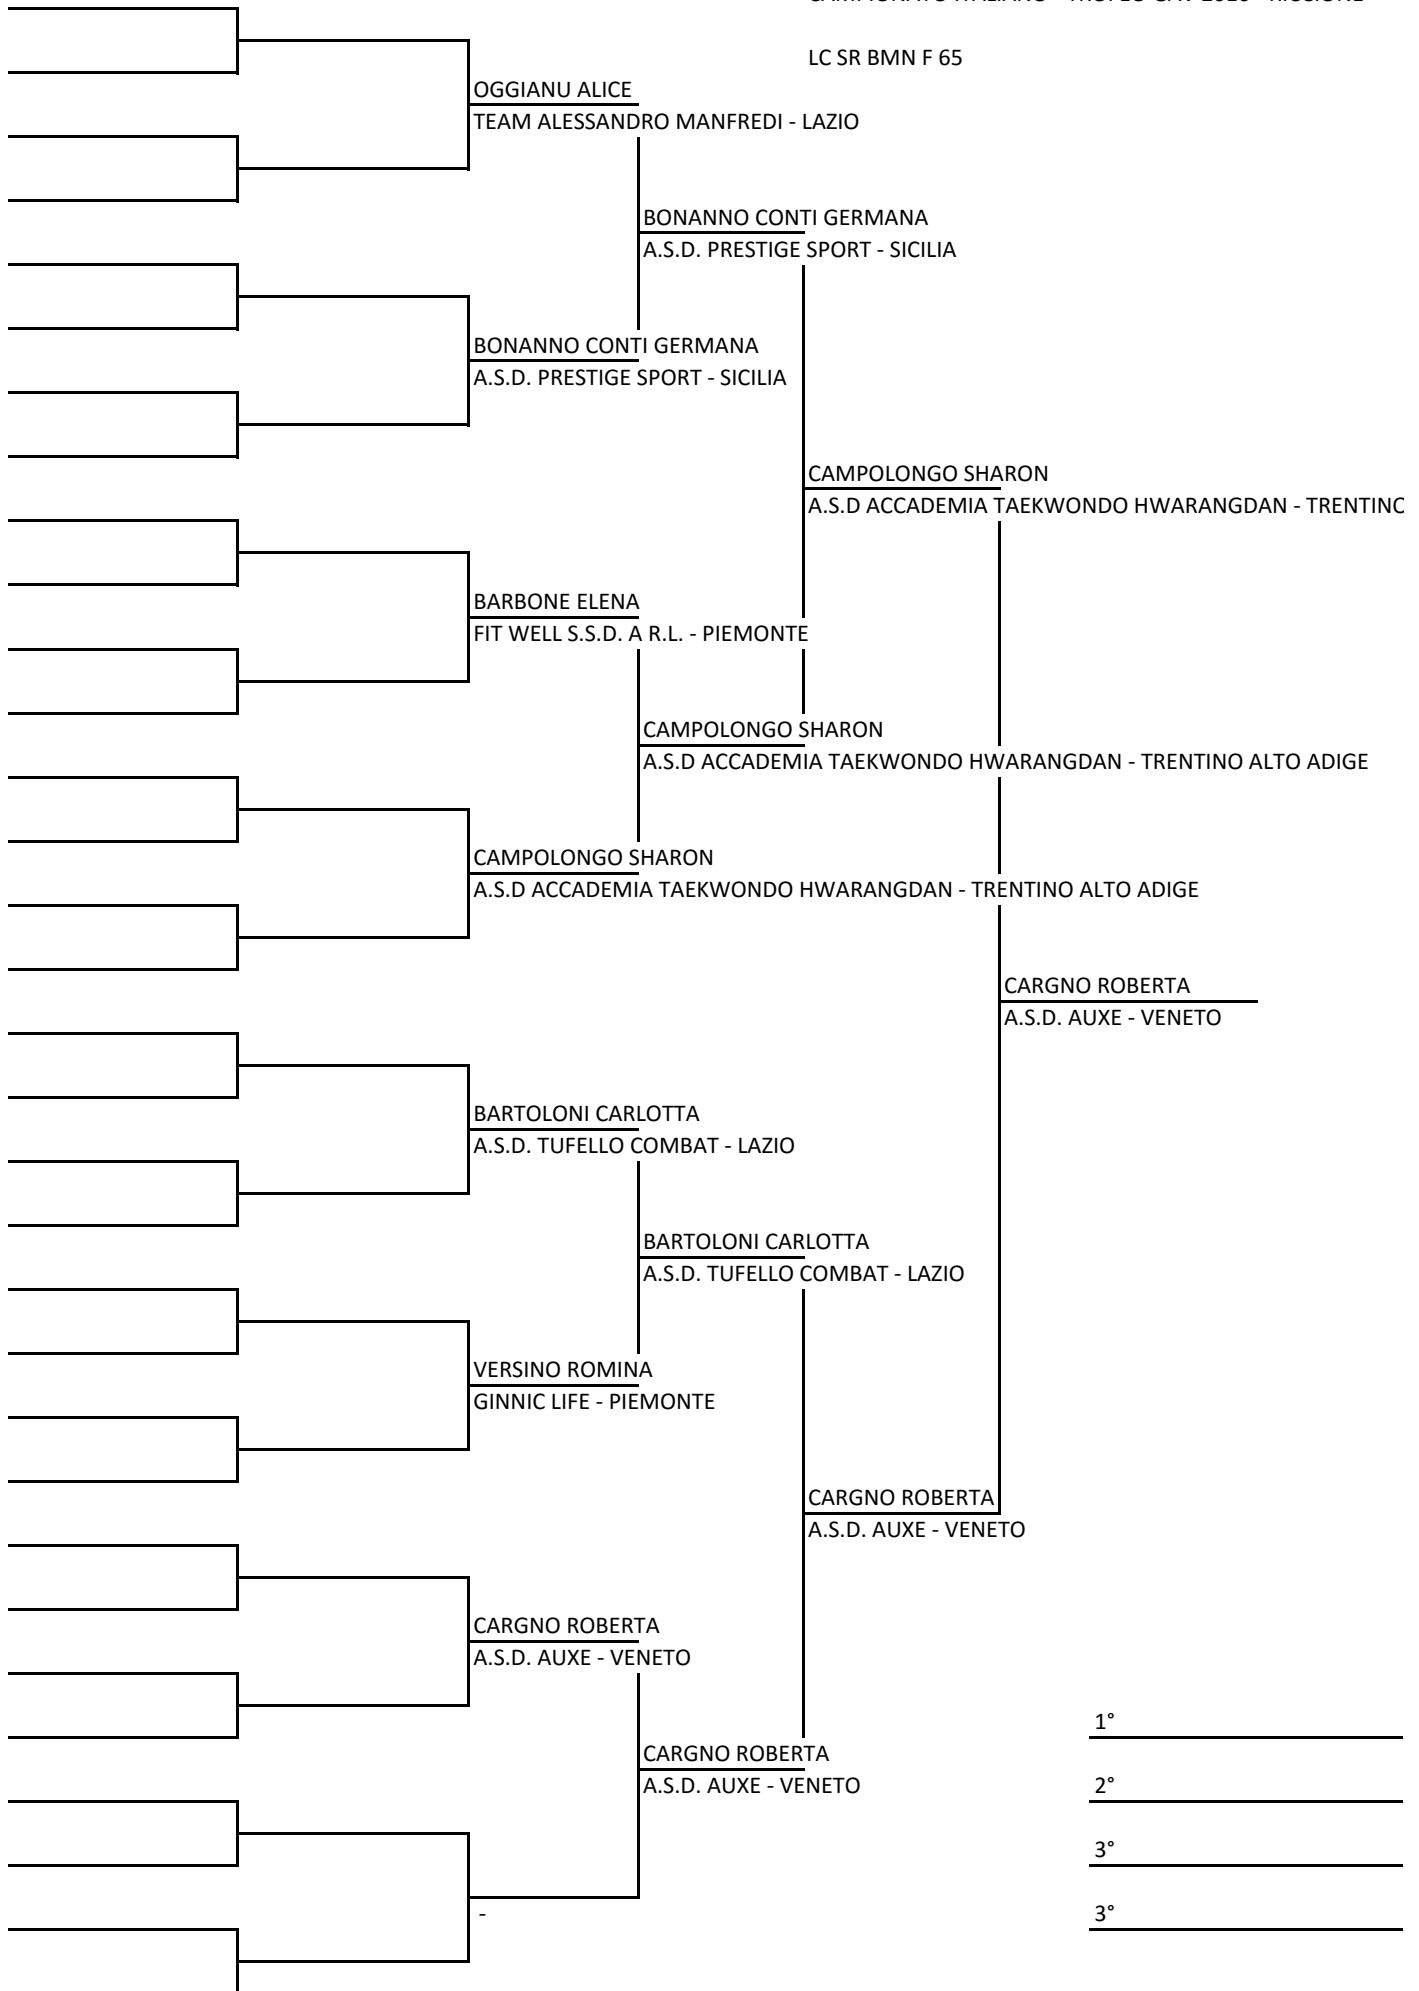 LC SR BMN F 65
OGGIANU ALICE
TEAM ALESSANDRO MANFREDI - LAZIO
BONANNO CONTI GERMANA
A.S.D. PRESTIGE SPORT - SICILIA
BONANNO CONTI GERMANA
A.S.D. PRESTIGE SPORT - SICILIA
CAMPOLONGO SHARON
A.S.D ACCADEMIA TAEKWONDO HWARANGDAN - TRENTINO
BARBONE ELENA
FIT WELL S.S.D. A R.L. - PIEMONTE
CAMPOLONGO SHARON
A.S.D ACCADEMIA TAEKWONDO HWARANGDAN - TRENTINO ALTO ADIGE
CAMPOLONGO SHARON
A.S.D ACCADEMIA TAEKWONDO HWARANGDAN - TRENTINO ALTO ADIGE
CARGNO ROBERTA
A.S.D. AUXE - VENETO
BARTOLONI CARLOTTA
A.S.D. TUFELLO COMBAT - LAZIO
BARTOLONI CARLOTTA
A.S.D. TUFELLO COMBAT - LAZIO
VERSINO ROMINA
GINNIC LIFE - PIEMONTE
CARGNO ROBERTA
A.S.D. AUXE - VENETO
CARGNO ROBERTA
A.S.D. AUXE - VENETO
1°
CARGNO ROBERTA
A.S.D. AUXE - VENETO
2°
3°
-
3°